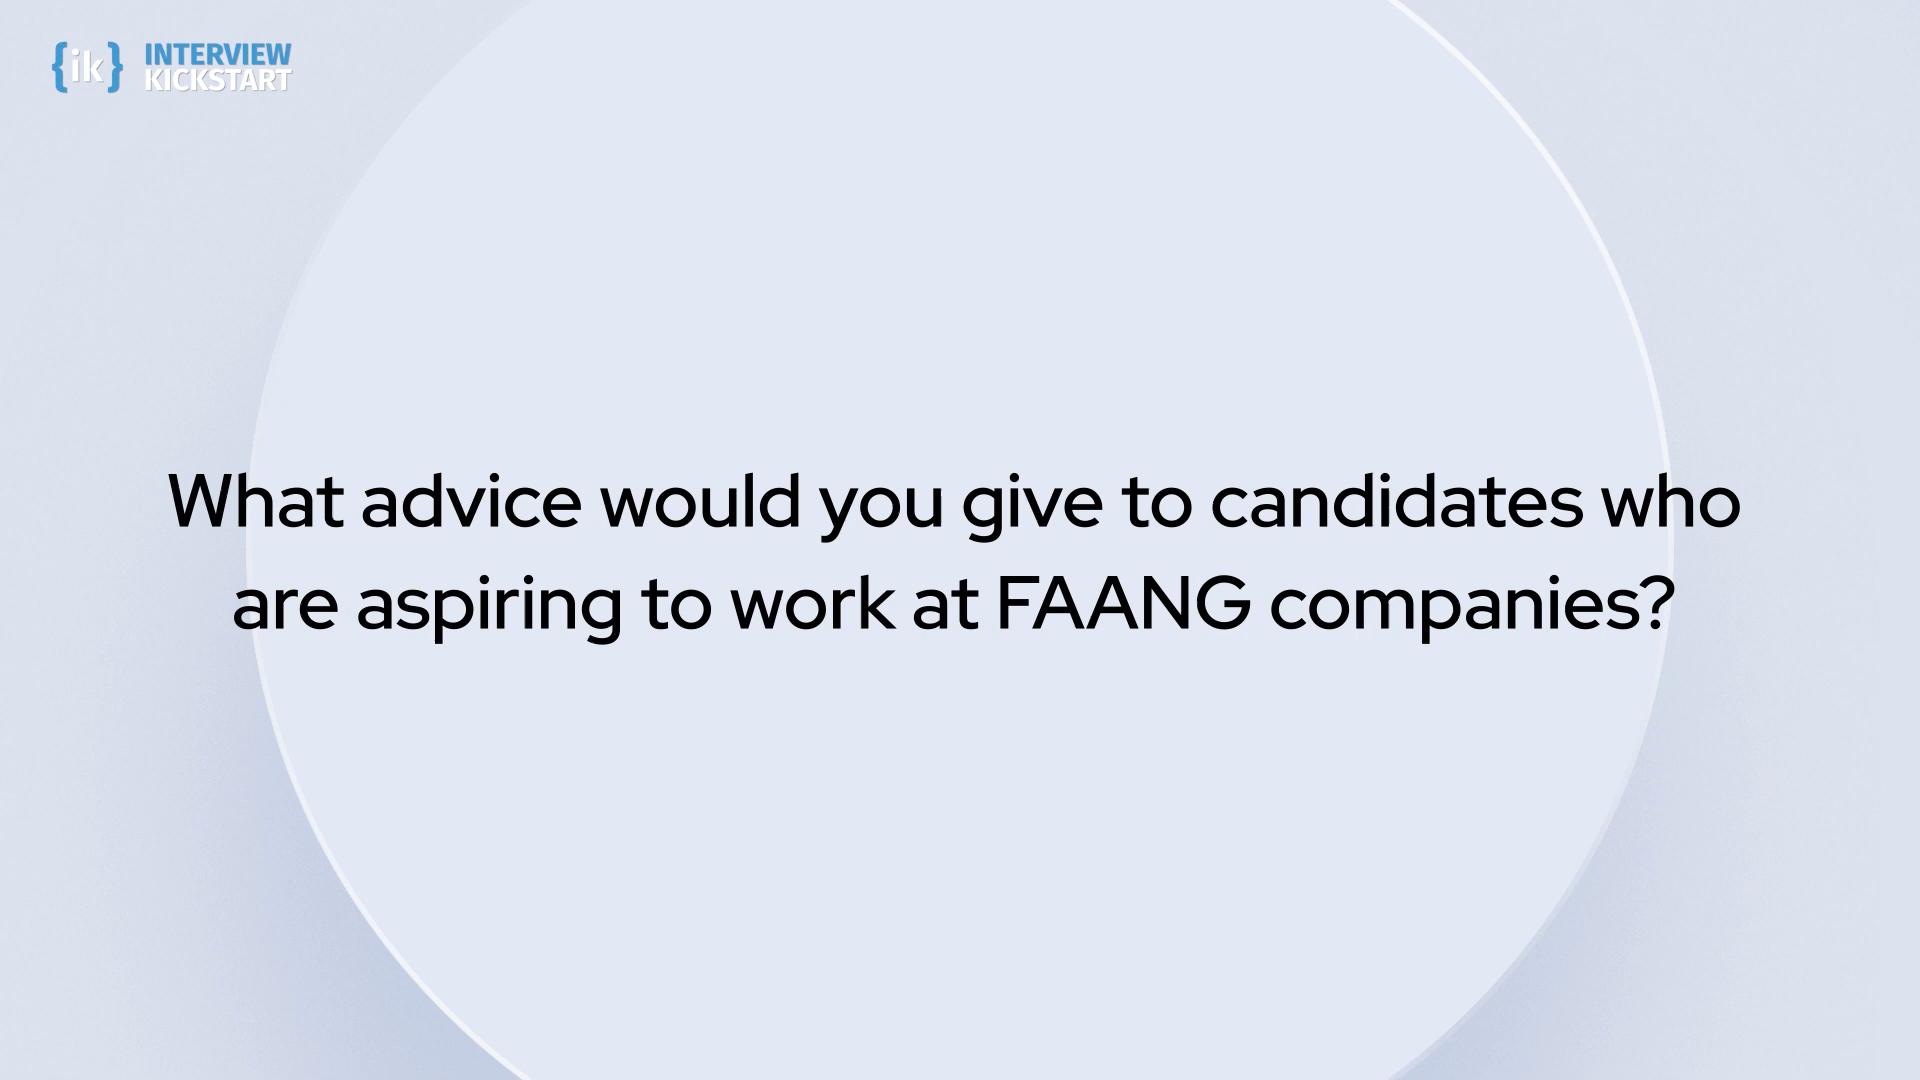 {ik} INTERVIEW
KICKSTART
What advice would you give to candidates who
are aspiring to work at FAANG companies?